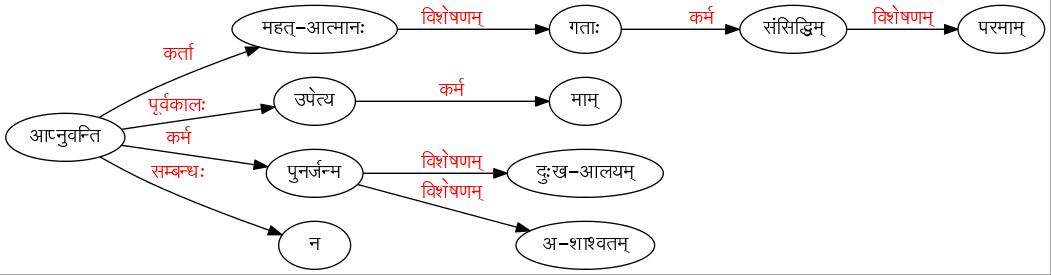 महत्-आत्मानः विशेषणम् गताः कर्म संसिद्धिम् विशेषणम् परमाम्
कर्ता
उपेत्य कर्म माम्
पूर्वकालः
आप्नुवन्ति
कर्म
पुनर्जन्म विशेषणम् दुःख-आलयम्
सम्बन्धः
विशेषणम्
न अ-शाश्वतम्